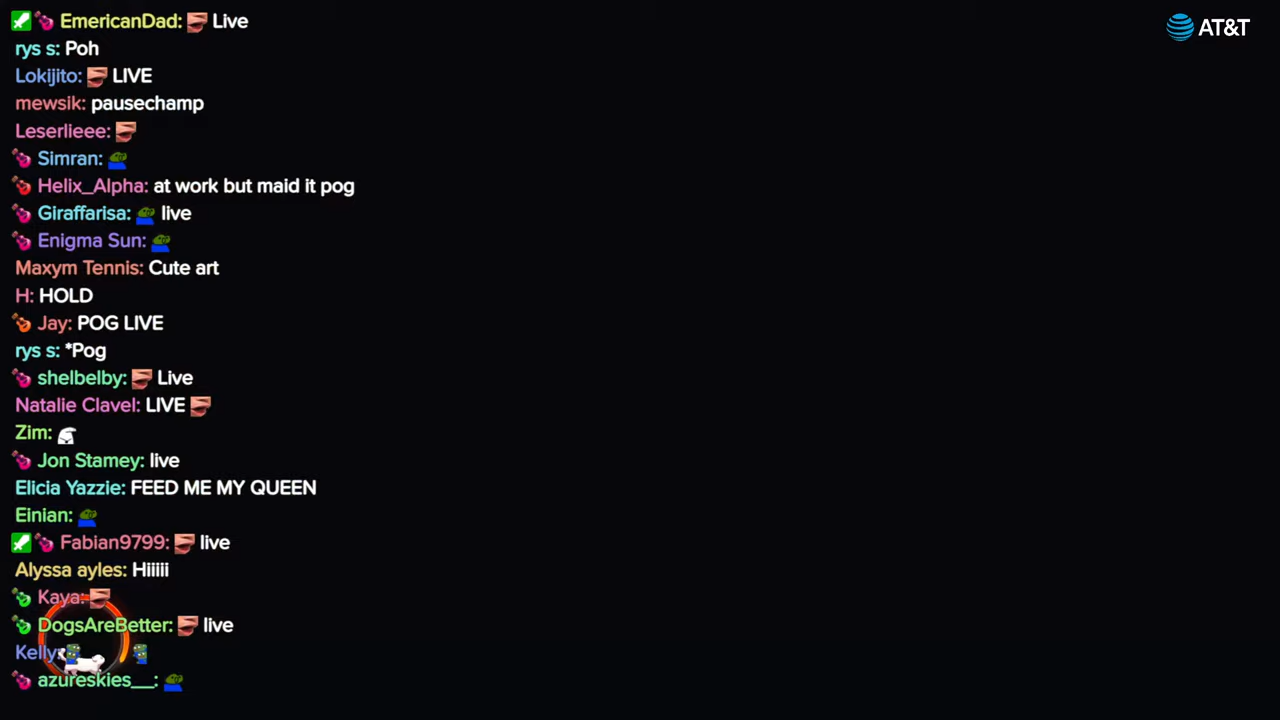 EmericanDad: Live
AT&T
rys s: Poh
Lokijito: LIVE
mewsik: pausechamp
Leserlieee:
Simran:
Helix_Alpha: at work but maid it pog
Giraffarisa: live
Enigma Sun:
Maxym Tennis: Cute art
H: HOLD
Jay: POG LIVE
rys s: *Pog
shelbelby: Live
Natalie Clavel: LIVE
Zim:
Jon Stamey: live
Elicia Yazzie: FEED ME MY QUEEN
Einian:
Fabian9799: live
Alyssa ayles: Hiiiii
Kaya:
DogsAreBetter: live
Kelly:
azureskies__: